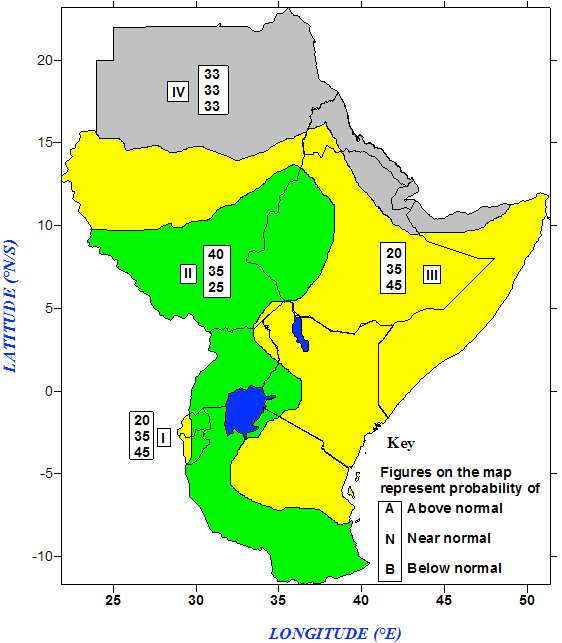 20
15
10
5
0
-5
-10
25
30
35
40
45
50
LATITUDE (°N/S)
LONGITUDE (°E)
IV
33
33
33
II
40
35
25
20
35
45
III
20
35
45
I
Key
Figures on the map
represent probability of
A Above normal
N Near normal
B Below normal